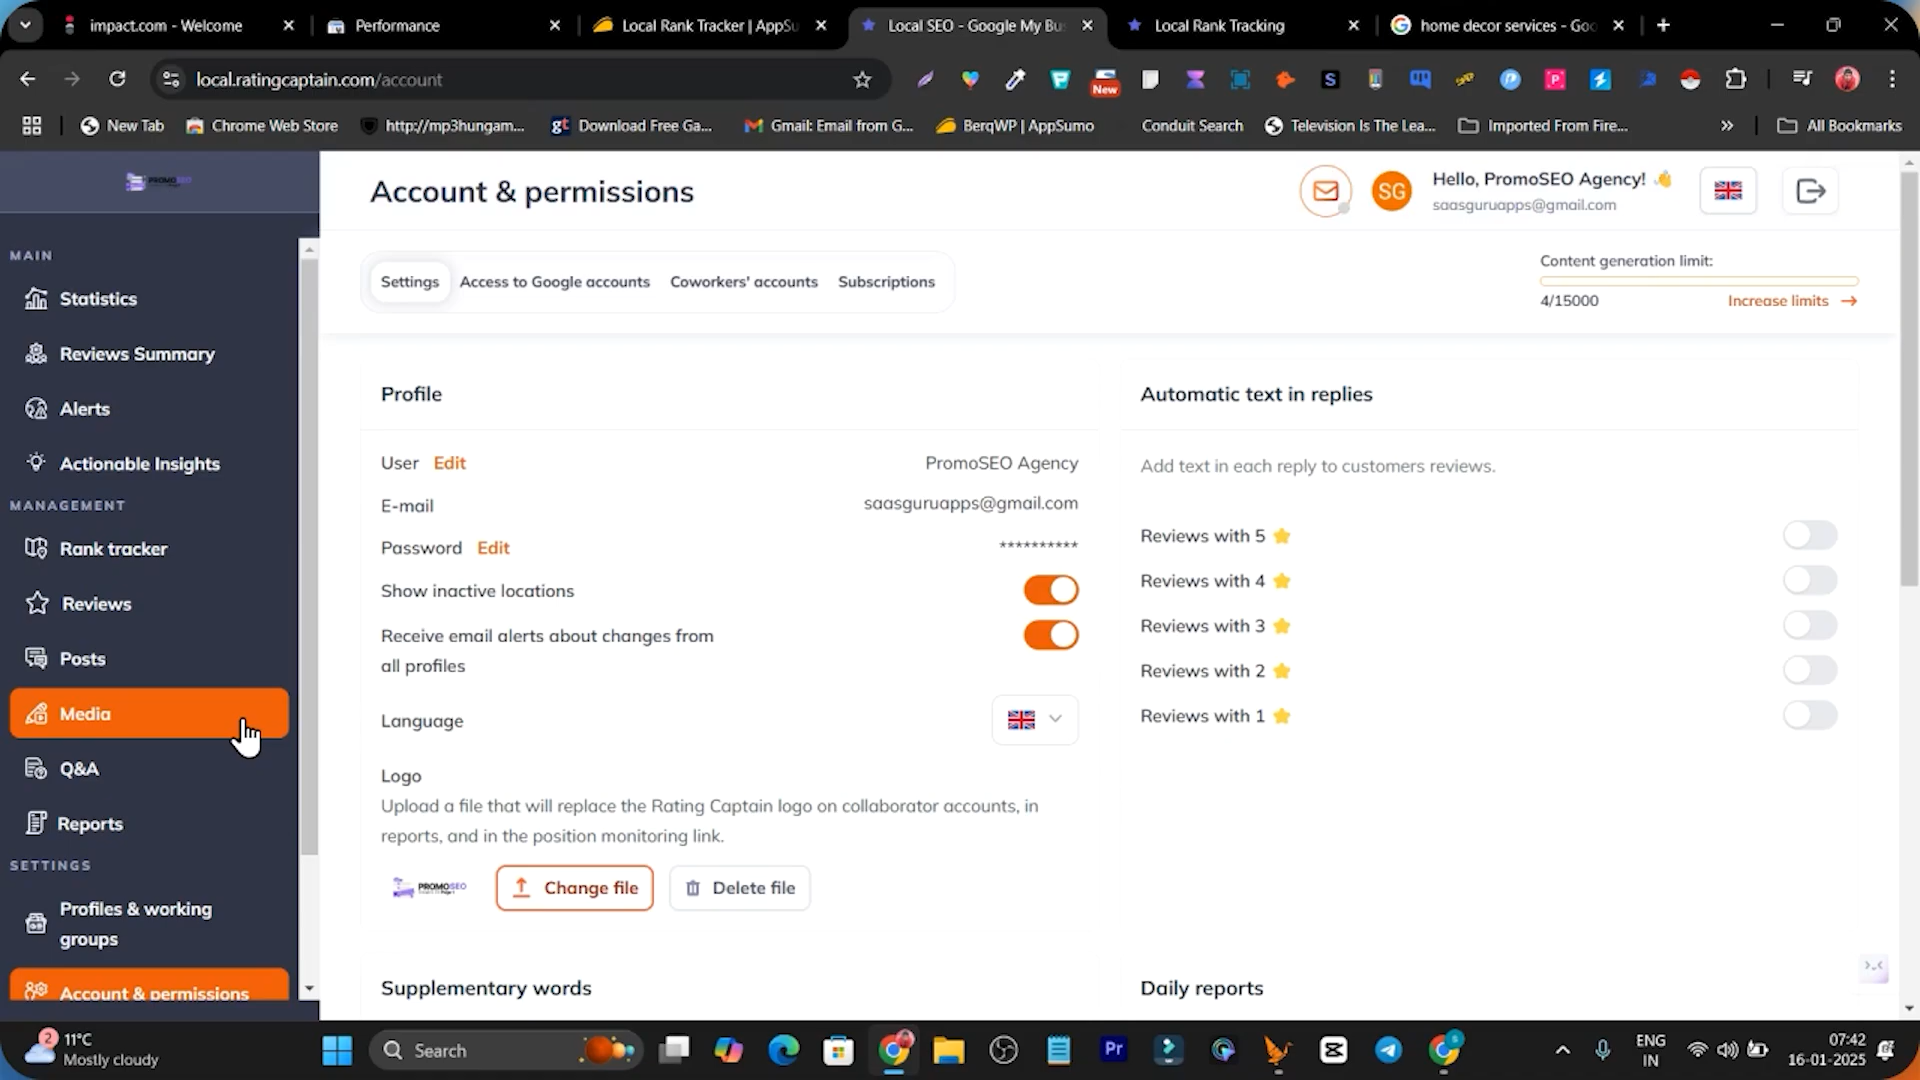 impact.com - Welcome
Performance
Local Rank Tracker | AppSu
Local SEO - Google My Bu
Local Rank Tracking
home decor services - Goo
local.ratingcaptain.com/account
New
New Tab
Chrome Web Store
http://mp3hungam...
Download Free Ga...
Gmail: Email from G...
BerqWP | AppSumo
Conduit Search
Television Is The Lea...
Imported From Fire...
All Bookmarks
PROMOSEO
Account & permissions
SG
Hello, PromoSEO Agency!
saasguruapps@gmail.com
Settings
Access to Google accounts
Coworkers' accounts
Subscriptions
Content generation limit:
4/15000
Increase limits
MAIN
Statistics
Reviews Summary
Alerts
Actionable Insights
MANAGEMENT
Rank tracker
Reviews
Posts
Media
Q&A
Reports
SETTINGS
Profiles & working
groups
Account & permissions
Profile
User Edit
PromoSEO Agency
E-mail
saasguruapps@gmail.com
Password Edit
**********
Show inactive locations
Receive email alerts about changes from
all profiles
Language
Logo
Upload a file that will replace the Rating Captain logo on collaborator accounts, in
reports, and in the position monitoring link.
PROMOSEO
Change file
Delete file
Supplementary words
Automatic text in replies
Add text in each reply to customers reviews.
Reviews with 5
Reviews with 4
Reviews with 3
Reviews with 2
Reviews with 1
Daily reports
2
11°C
Mostly cloudy
Search
Pr
ENG
IN
07:42
16-01-2025